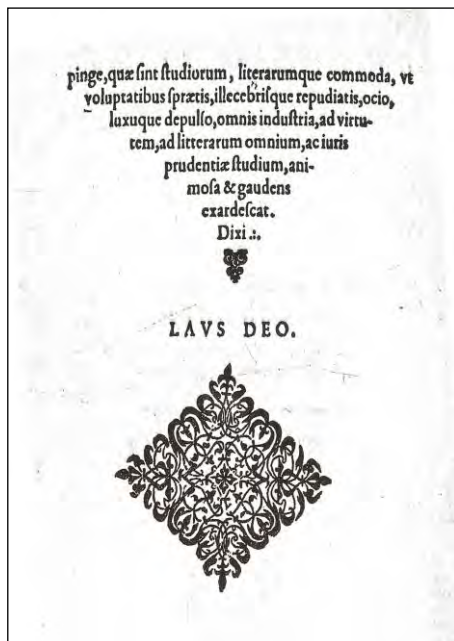 pinge,quæ ſint ſtudiorum, literarumque commoda, vt
voluptatibus ſprætis,illecebriſque repudiatis,ocio,
luxuque depulſo,omnis induſtria,ad virtu-
tem,ad litterarum omnium,ac iuris
prudentiæ ſtudium,ani-
moſa & gaudens
exardeſcat.
Dixi .:.
LAVS DEO.